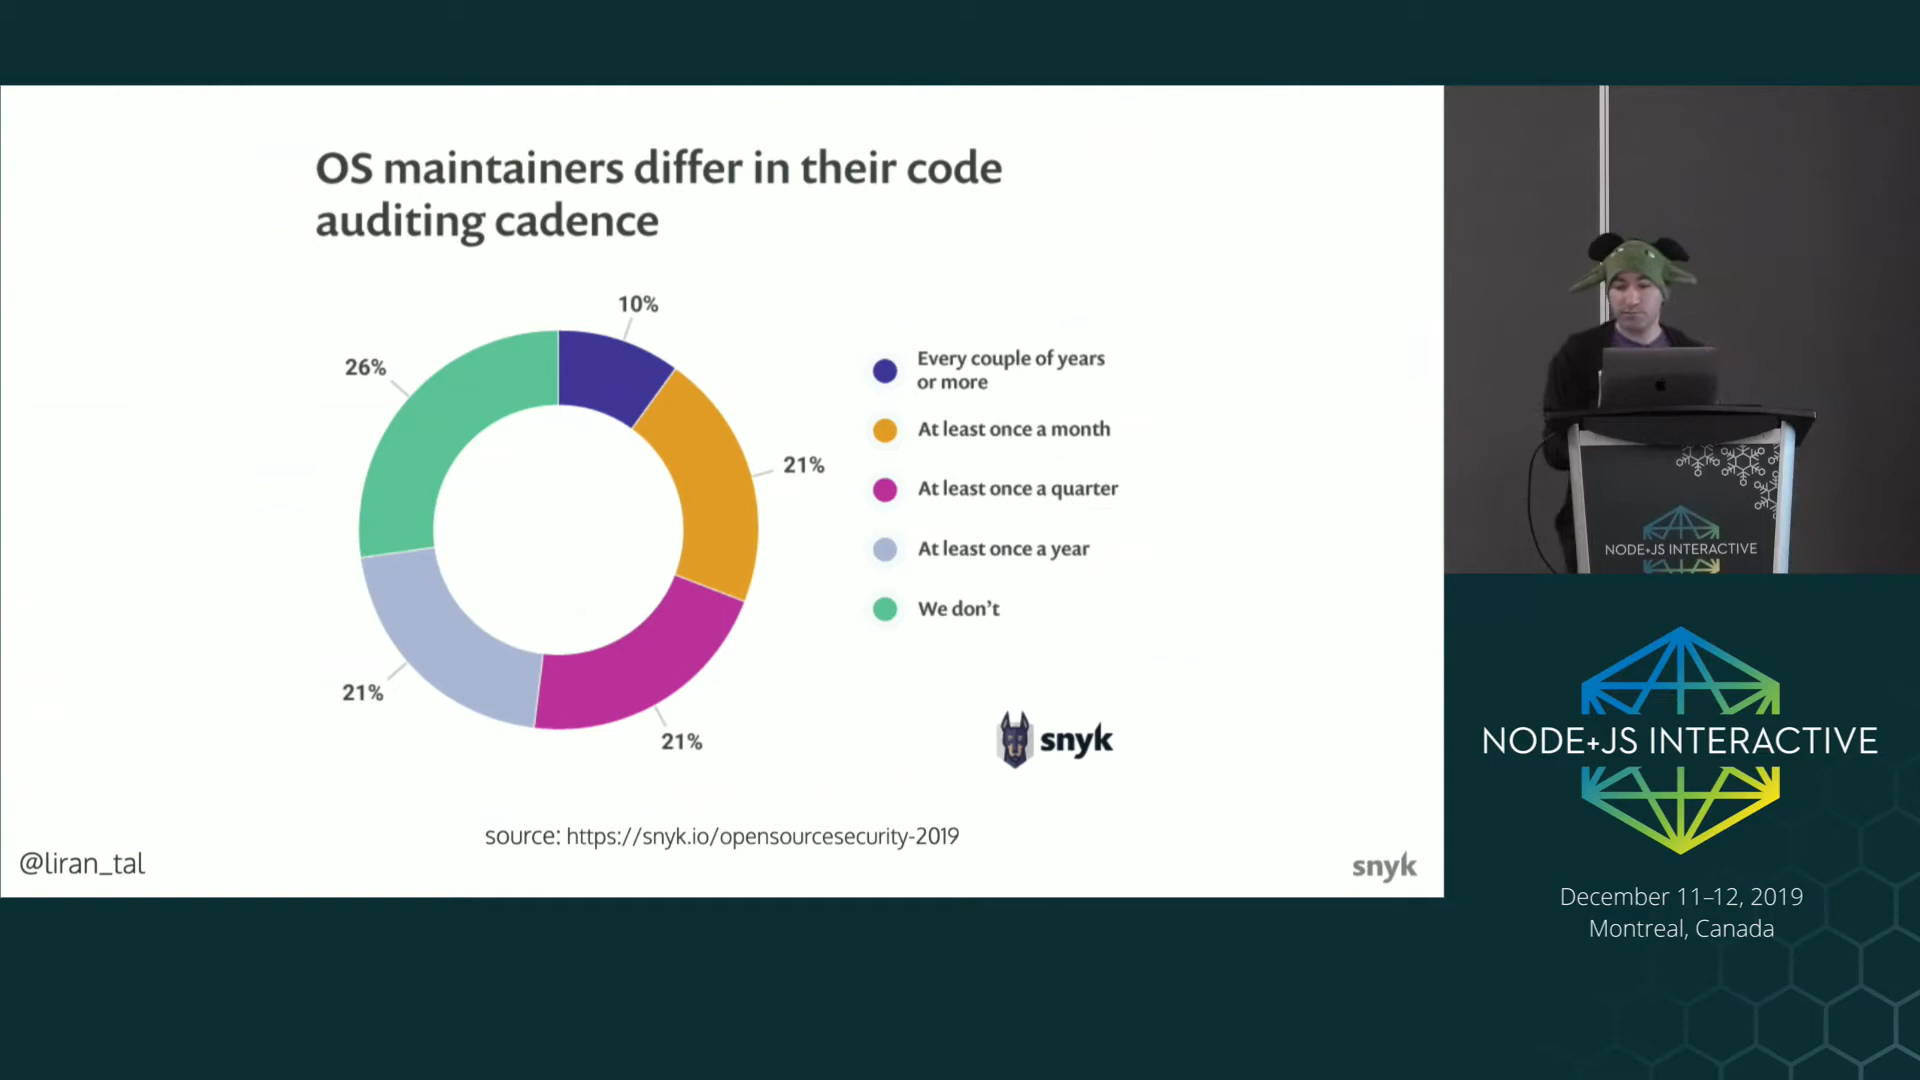 OS maintainers differ in their code
auditing cadence
10%
26%
21%
21%
21%
Every couple of years
or more
At least once a month
At least once a quarter
At least once a year
We don't
snyk
source: https://snyk.io/opensourcesecurity-2019
@liran_tal
snyk
NODE+JS INTERACTIVE
NODE+JS INTERACTIVE
December 11–12, 2019
Montreal, Canada